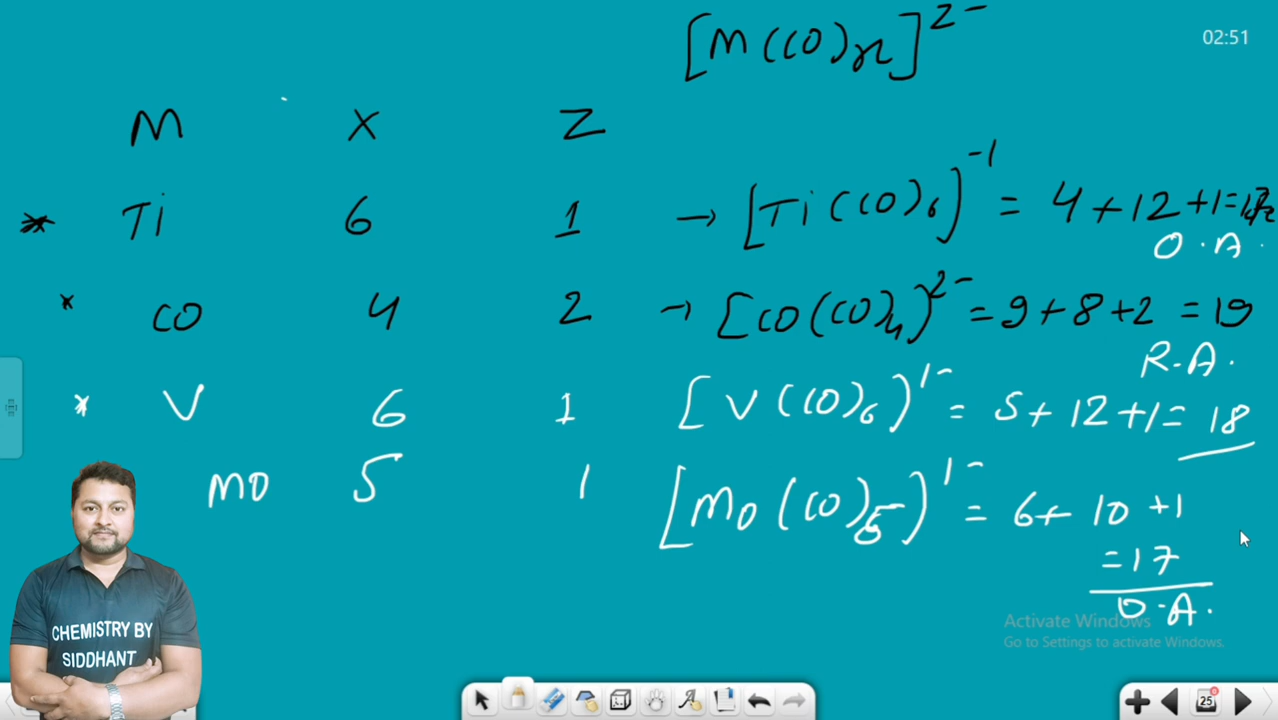 [M(CO)x]^z-
02:51
M X Z
* Ti 6 1 → [Ti(CO)6)^-1 = 4+12+1=17
O.A.
* CO 4 2 → [CO(CO)4)^2- = 9+8+2 = 19
R.A.
* V 6 1 [V(CO)6)^1- = 5+12+1= 18
MO 5 1 [Mo(CO)5)^1- = 6+10+1
=17
O.A.
CHEMISTRY BY
SIDDHANT
Activate Windows
Go to Settings to activate Windows.
25